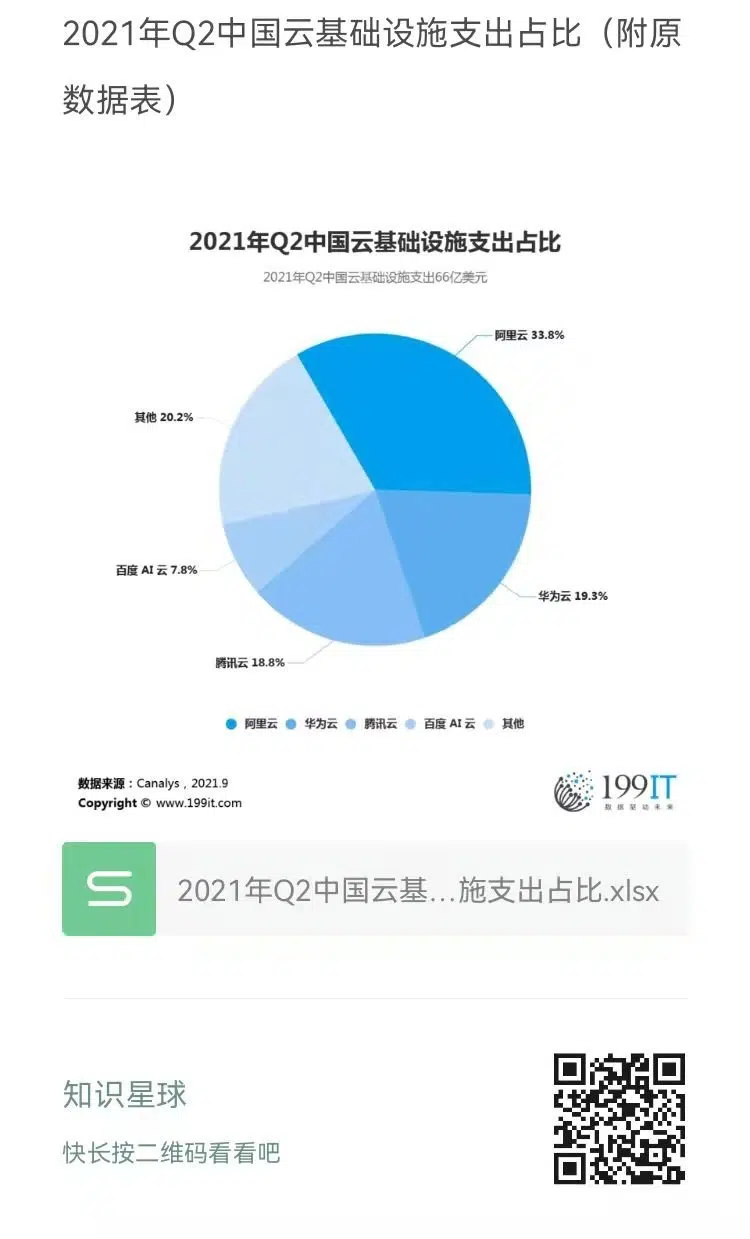 2021年Q2中国云基础设施支出占比（附原
数据表）
2021年Q2中国云基础设施支出占比
2021年Q2中国云基础设施支出66亿美元
阿里云 33.8%
其他 20.2%
百度 AI 云 7.8%
华为云 19.3%
腾讯云 18.8%
阿里云 华为云 腾讯云 百度 AI 云 其他
数据来源：Canalys，2021.9
Copyright © www.199it.com
199IT
数据驱动未来
2021年Q2中国云基…施支出占比.xlsx
知识星球
快长按二维码看看吧